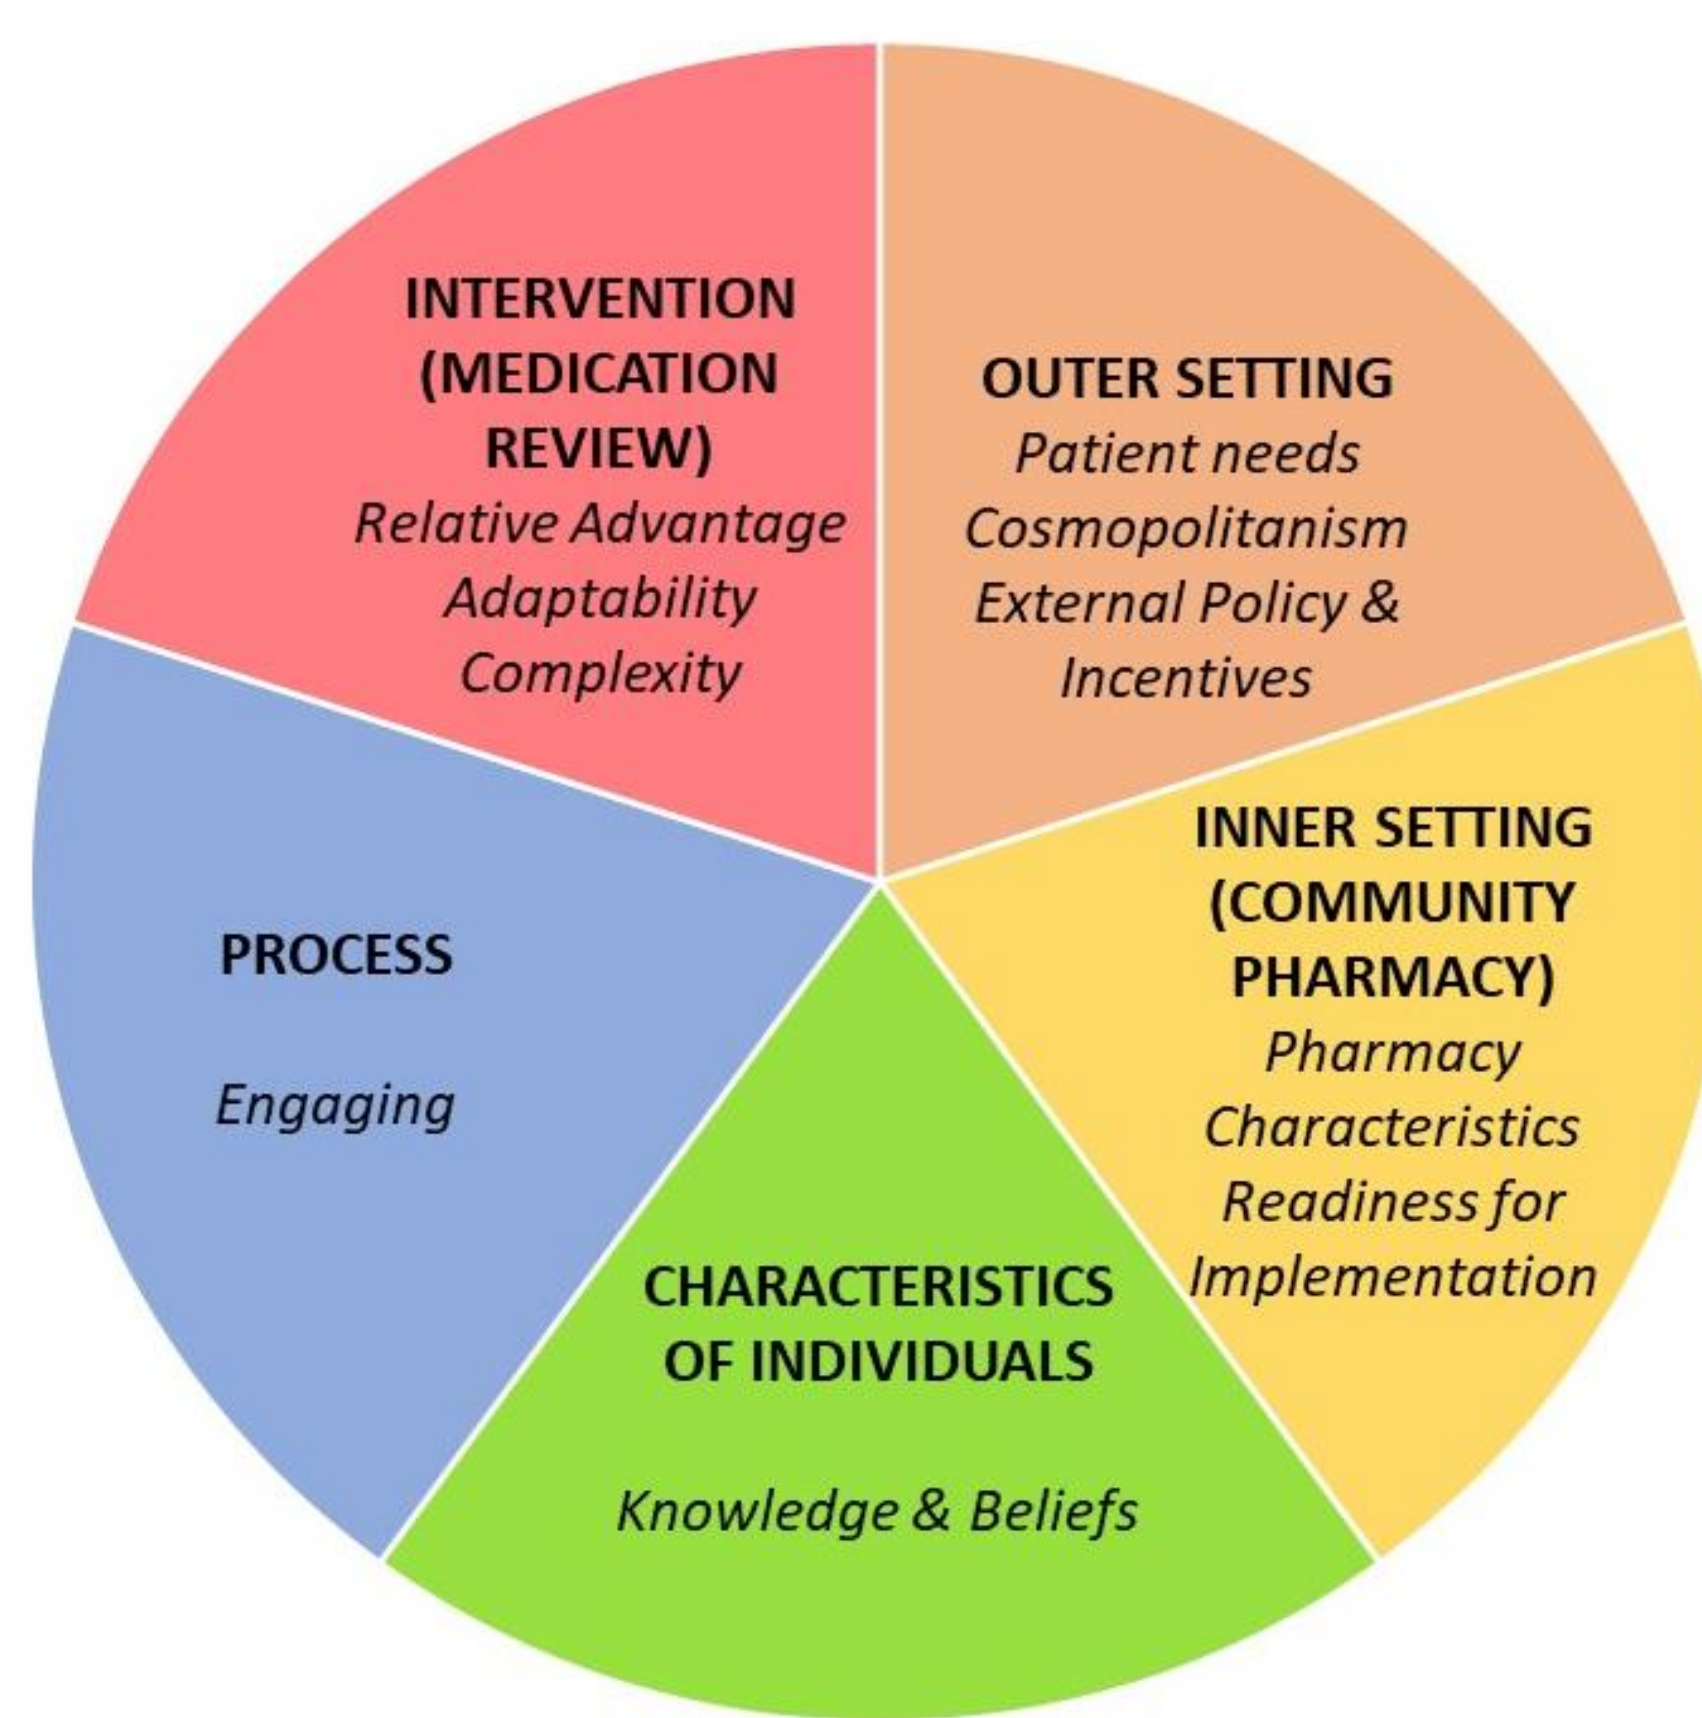 INTERVENTION
(MEDICATION
REVIEW)
Relative Advantage
Adaptability
Complexity
OUTER SETTING
Patient needs
Cosmopolitanism
External Policy &
Incentives
INNER SETTING
(COMMUNITY
PHARMACY)
Pharmacy
Characteristics
Readiness for
Implementation
CHARACTERISTICS
OF INDIVIDUALS
Knowledge & Beliefs
PROCESS
Engaging